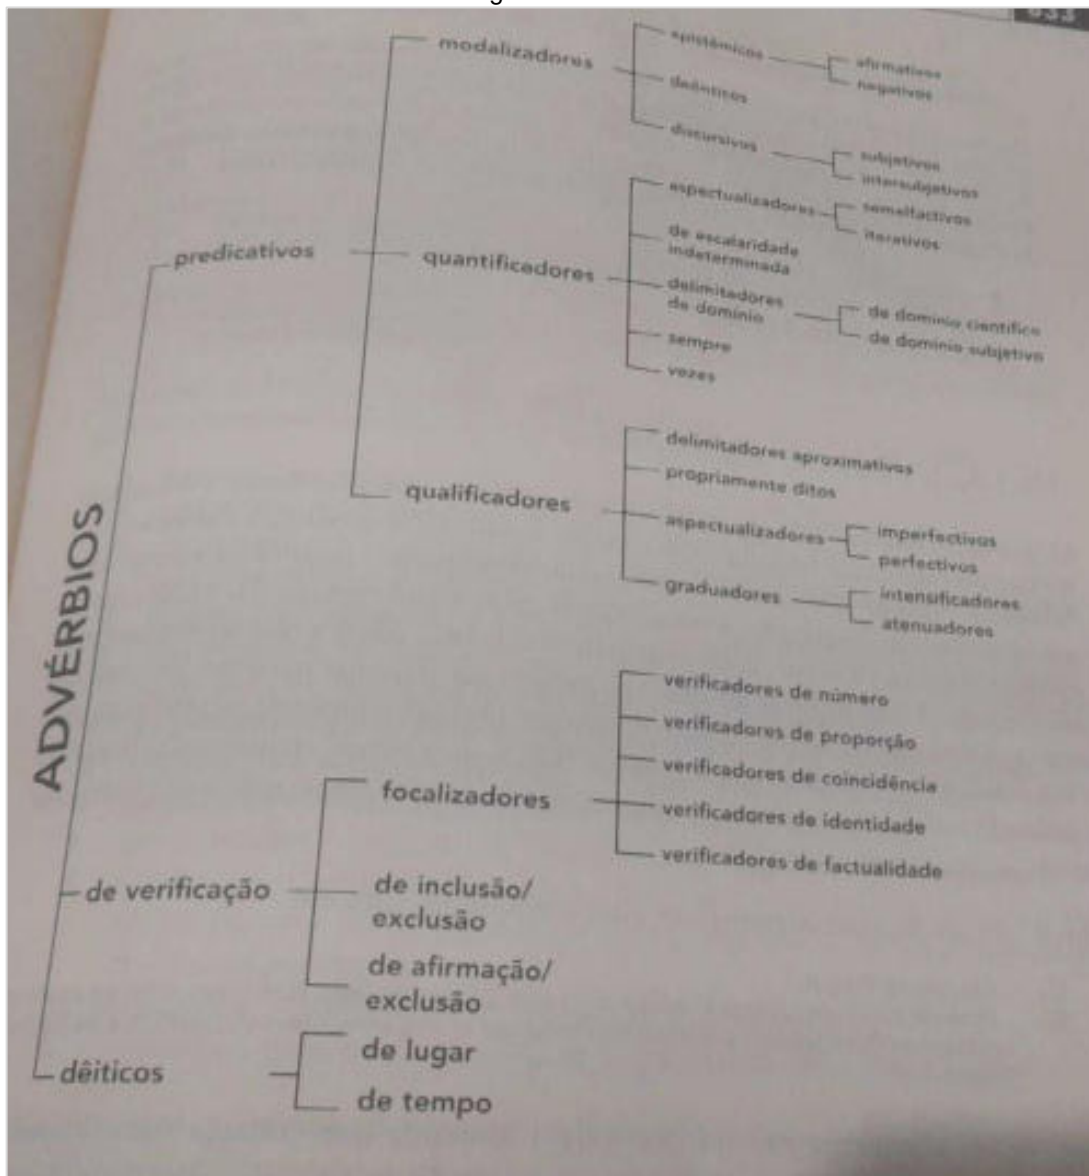 633
modalizadores
epistêmicos
afirmativos
negativos
deônticos
discursivos
subjetivos
intersubjetivos
predicativos
quantificadores
aspectualizadores
semelfactivos
iterativos
de escalaridade
indeterminada
delimitadores
de domínio
de domínio científico
de domínio subjetivo
sempre
vezes
qualificadores
delimitadores aproximativos
propriamente ditos
aspectualizadores
imperfectivos
perfectivos
graduadores
intensificadores
atenuadores
ADVÉRBIOS
de verificação
focalizadores
verificadores de número
verificadores de proporção
verificadores de coincidência
verificadores de identidade
verificadores de factualidade
de inclusão/
exclusão
de afirmação/
exclusão
dêiticos
de lugar
de tempo